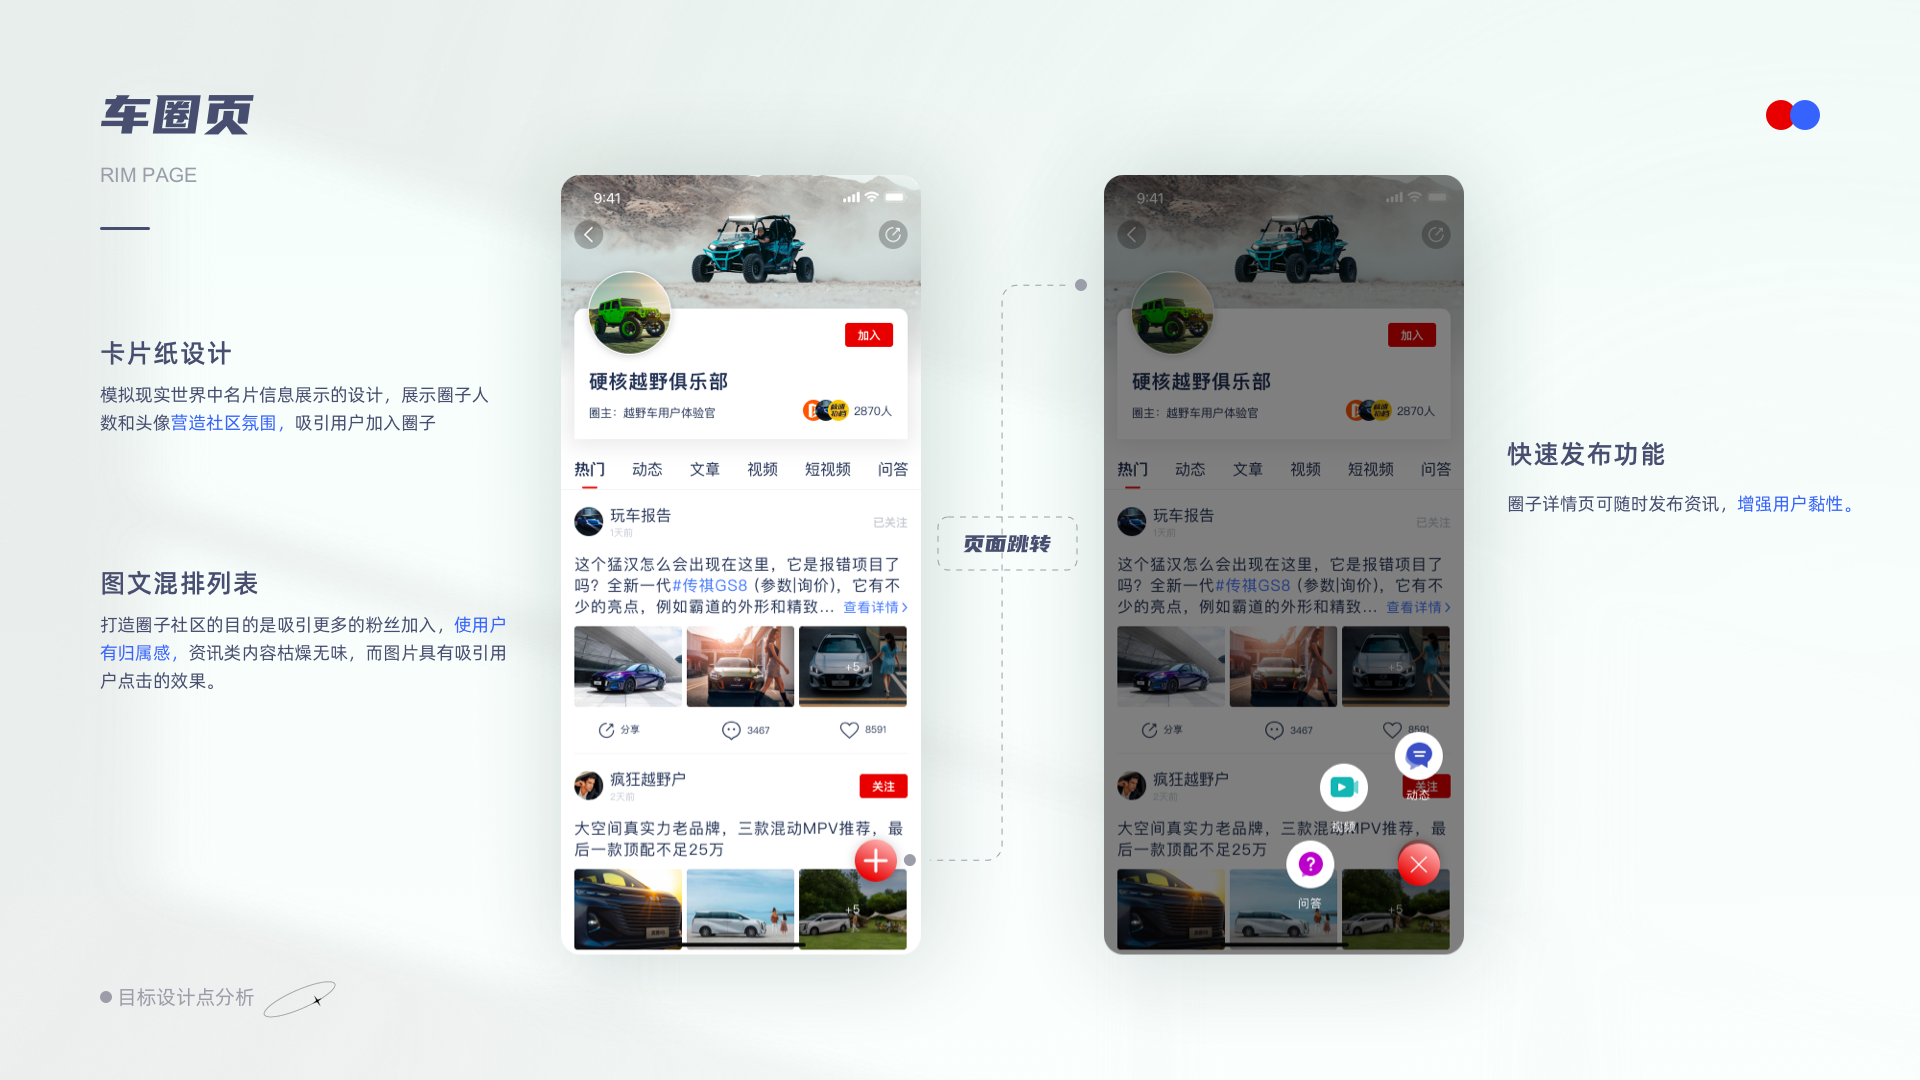 车圈页
RIM PAGE
卡片纸设计
模拟现实世界中名片信息展示的设计，展示圈子人
数和头像营造社区氛围，吸引用户加入圈子
图文混排列表
打造圈子社区的目的是吸引更多的粉丝加入，使用户
有归属感，资讯类内容枯燥无味，而图片具有吸引用
户点击的效果。
目标设计点分析
9:41
加入
硬核越野俱乐部
圈主：越野车用户体验官
2870人
热门 动态 文章 视频 短视频 问答
玩车报告
1天前
已关注
这个猛汉怎么会出现在这里，它是报错项目了
吗？全新一代#传祺GS8（参数|询价)，它有不
少的亮点，例如霸道的外形和精致... 查看详情
+5
分享 3467 8591
疯狂越野户
2天前
关注
大空间真实力老品牌，三款混动MPV推荐，最
后一款顶配不足25万
+5
页面跳转
9:41
加入
硬核越野俱乐部
圈主：越野车用户体验官
2870人
热门 动态 文章 视频 短视频 问答
玩车报告
1天前
已关注
这个猛汉怎么会出现在这里，它是报错项目了
吗？全新一代#传祺GS8（参数|询价)，它有不
少的亮点，例如霸道的外形和精致... 查看详情
+5
分享 3467 8591
疯狂越野户
2天前
关注
动态
视频
大空间真实力老品牌，三款混动MPV推荐，最
后一款顶配不足25万
问答
+5
快速发布功能
圈子详情页可随时发布资讯，增强用户黏性。